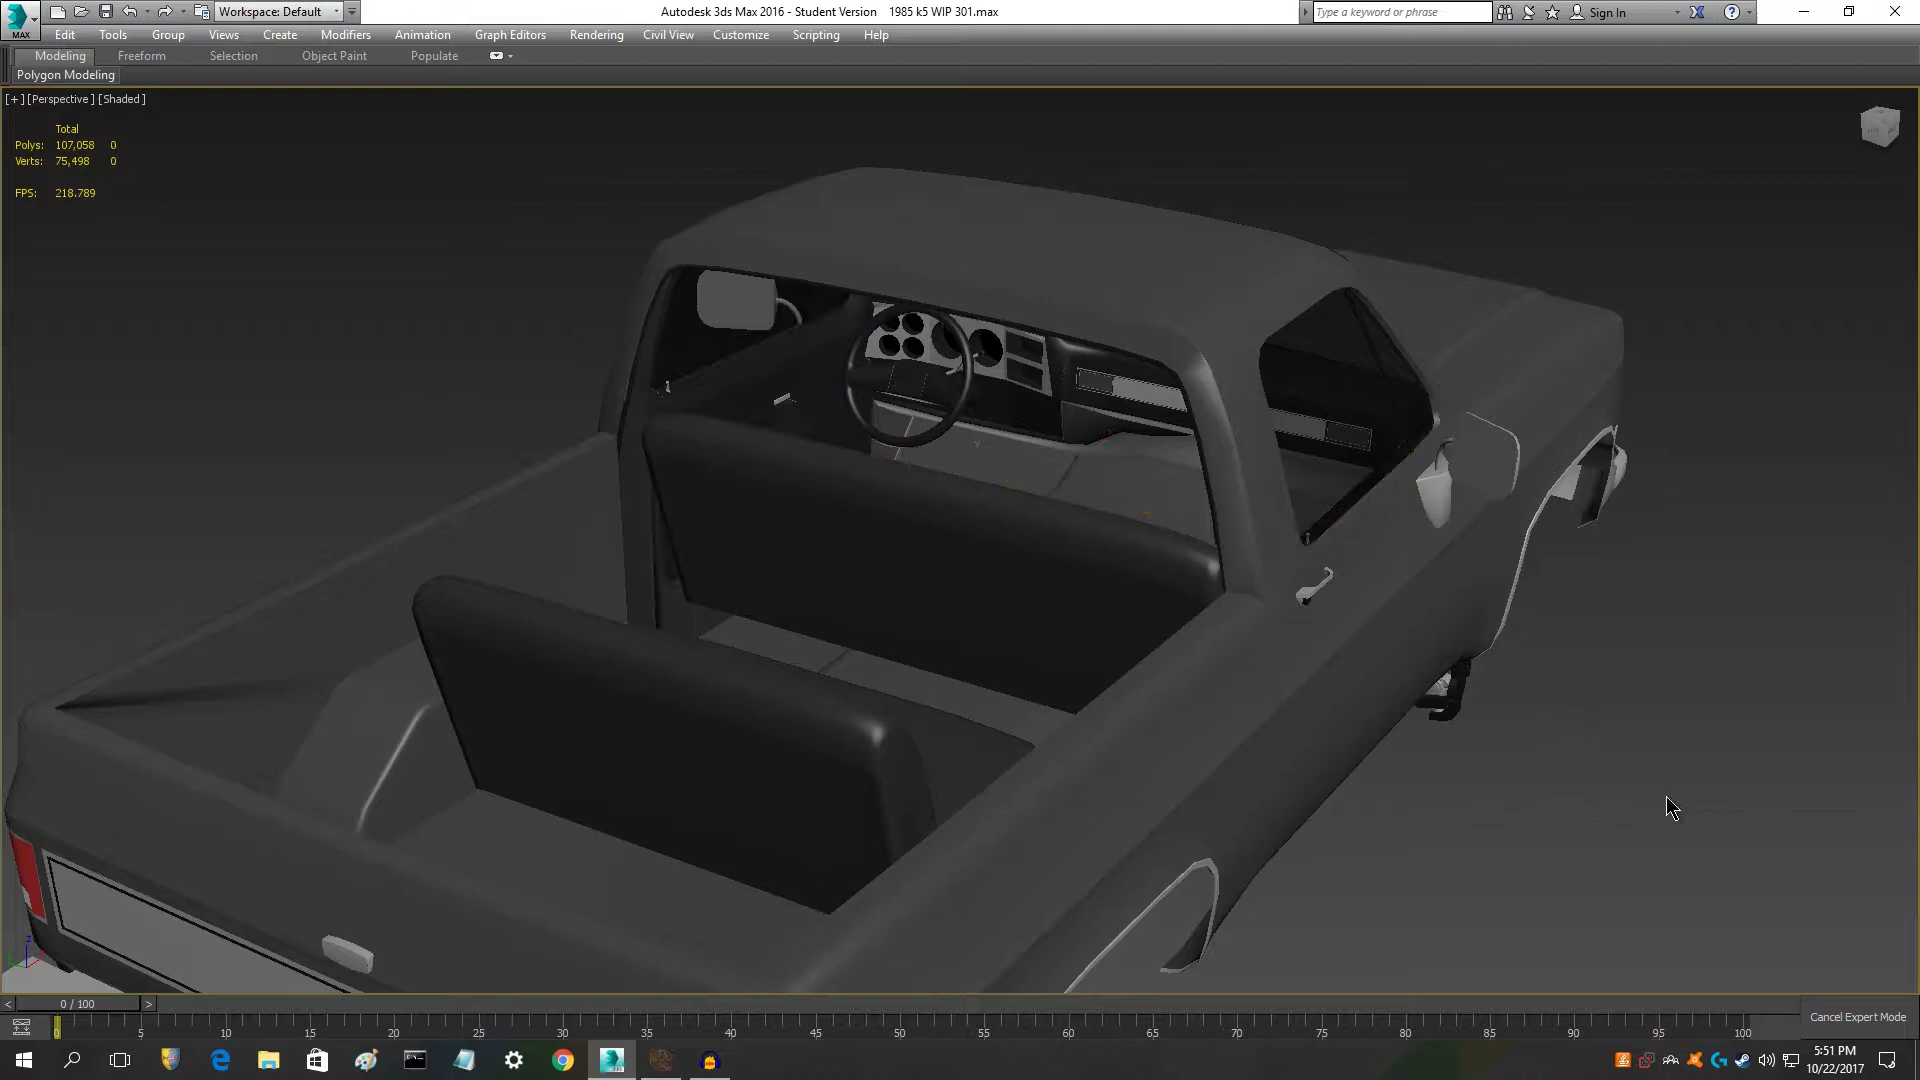 Workspace: Default
Autodesk 3ds Max 2016 - Student Version    1985 k5 WIP 301.max
Type a keyword or phrase
Sign In
MAX
Edit Tools Group Views Create Modifiers Animation Graph Editors Rendering Civil View Customize Scripting Help
Modeling Freeform Selection Object Paint Populate
Polygon Modeling
[+] [Perspective] [Shaded]
Total
Polys: 107,058 0
Verts: 75,498 0
FPS: 218.789
< 0 / 100 >
0 5 10 15 20 25 30 35 40 45 50 55 60 65 70 75 80 85 90 95 100
Cancel Expert Mode
5:51 PM
10/22/2017